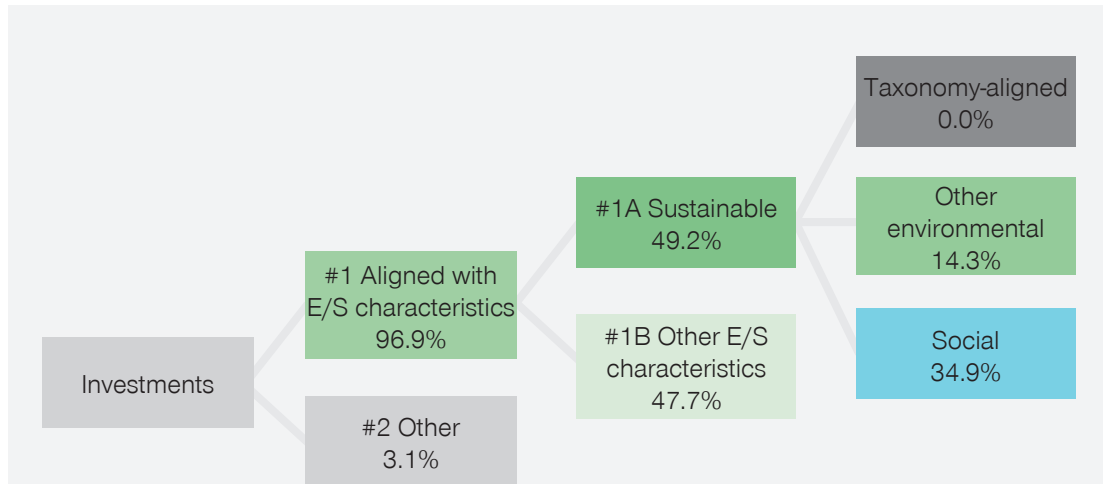 Investments
#1 Aligned with
E/S characteristics
96.9%
#2 Other
3.1%
#1A Sustainable
49.2%
#1B Other E/S
characteristics
47.7%
Taxonomy-aligned
0.0%
Other
environmental
14.3%
Social
34.9%